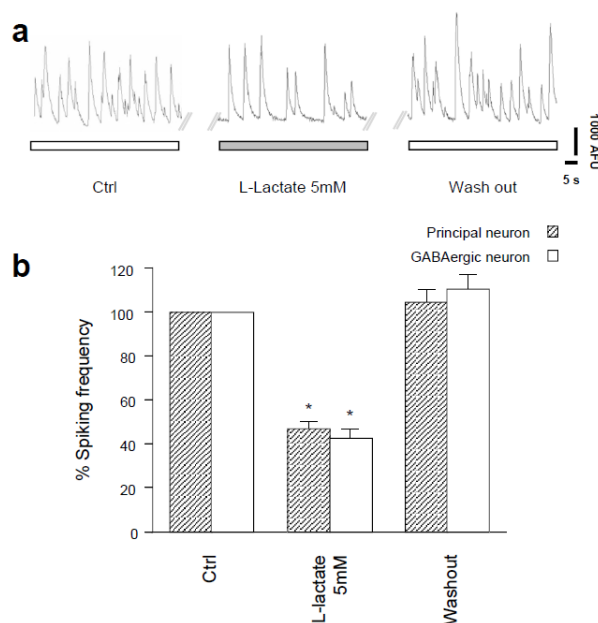 a
Ctrl
L-Lactate 5mM
Wash out
1000 AFU
5 s
Principal neuron
GABAergic neuron
b
% Spiking frequency
120
100
80
60
40
20
0
* *
Ctrl
L-lactate
5mM
Washout